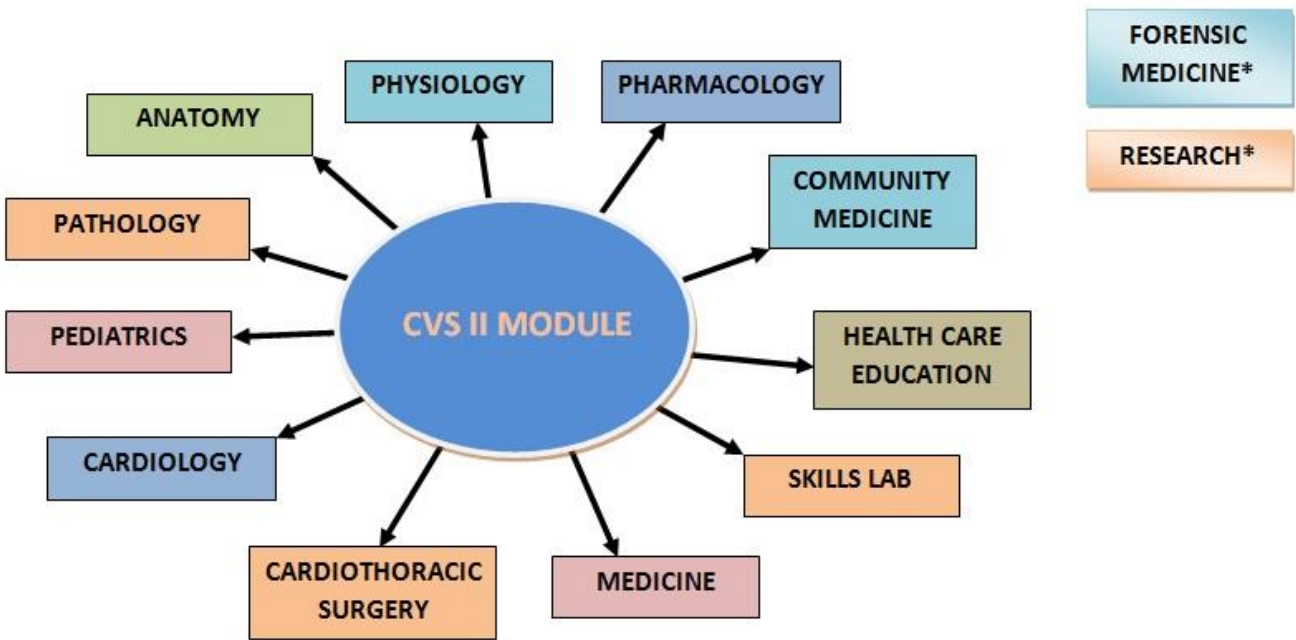 FORENSIC
MEDICINE*
RESEARCH*
PHYSIOLOGY
PHARMACOLOGY
ANATOMY
COMMUNITY
MEDICINE
PATHOLOGY
CVS II MODULE
PEDIATRICS
HEALTH CARE
EDUCATION
CARDIOLOGY
SKILLS LAB
CARDIOTHORACIC
SURGERY
MEDICINE